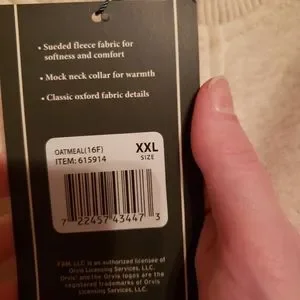 • Sueded fleece fabric for
softness and comfort
• Mock neck collar for warmth
• Classic oxford fabric details
OATMEAL(16F) XXL
ITEM: 615914 SIZE
7 22457 43447 3
is an authorized licensee of
Orvis Licensing Services, LLC.
Orvis® and the Orvis logos are the
registered trademarks of Orvis
Licensing Services, LLC.